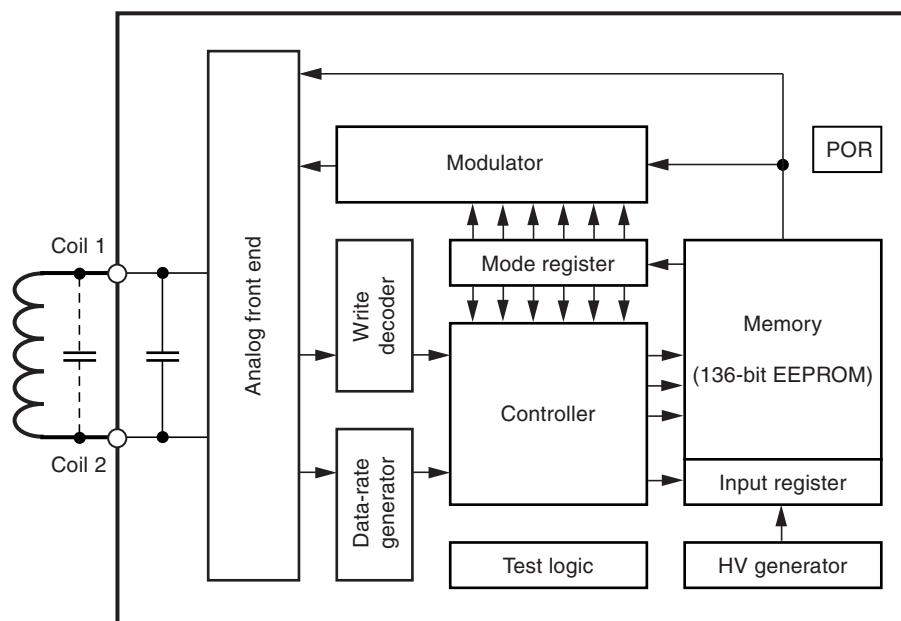 POR
Modulator
Coil 1
Analog front end
Write
decoder
Mode register
Memory
(136-bit EEPROM)
Controller
Coil 2
Data-rate
generator
Input register
Test logic
HV generator